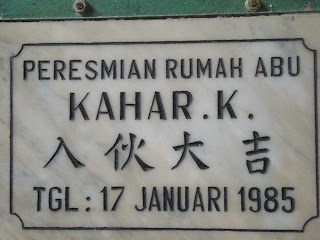 PERESMIAN RUMAH ABU
KAHAR.K.
入伙大吉
TGL: 17 JANUARI 1985